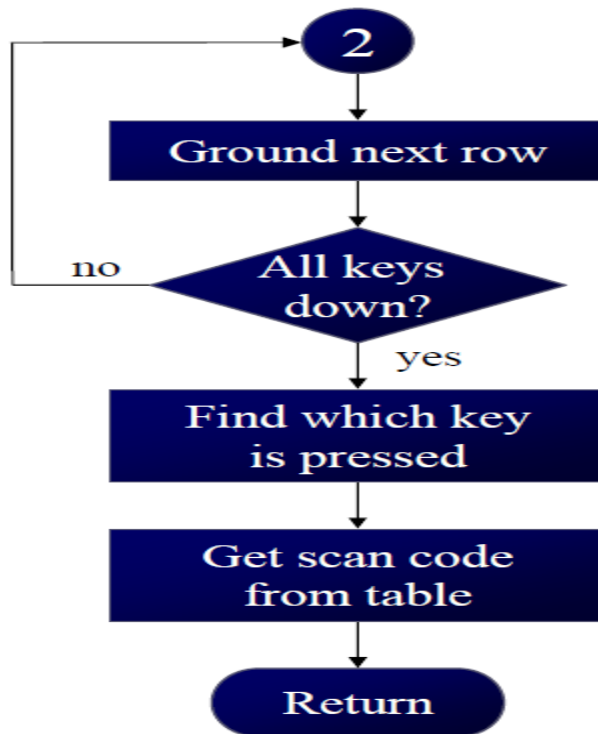 2
Ground next row
All keys
down?
no
yes
Find which key
is pressed
Get scan code
from table
Return